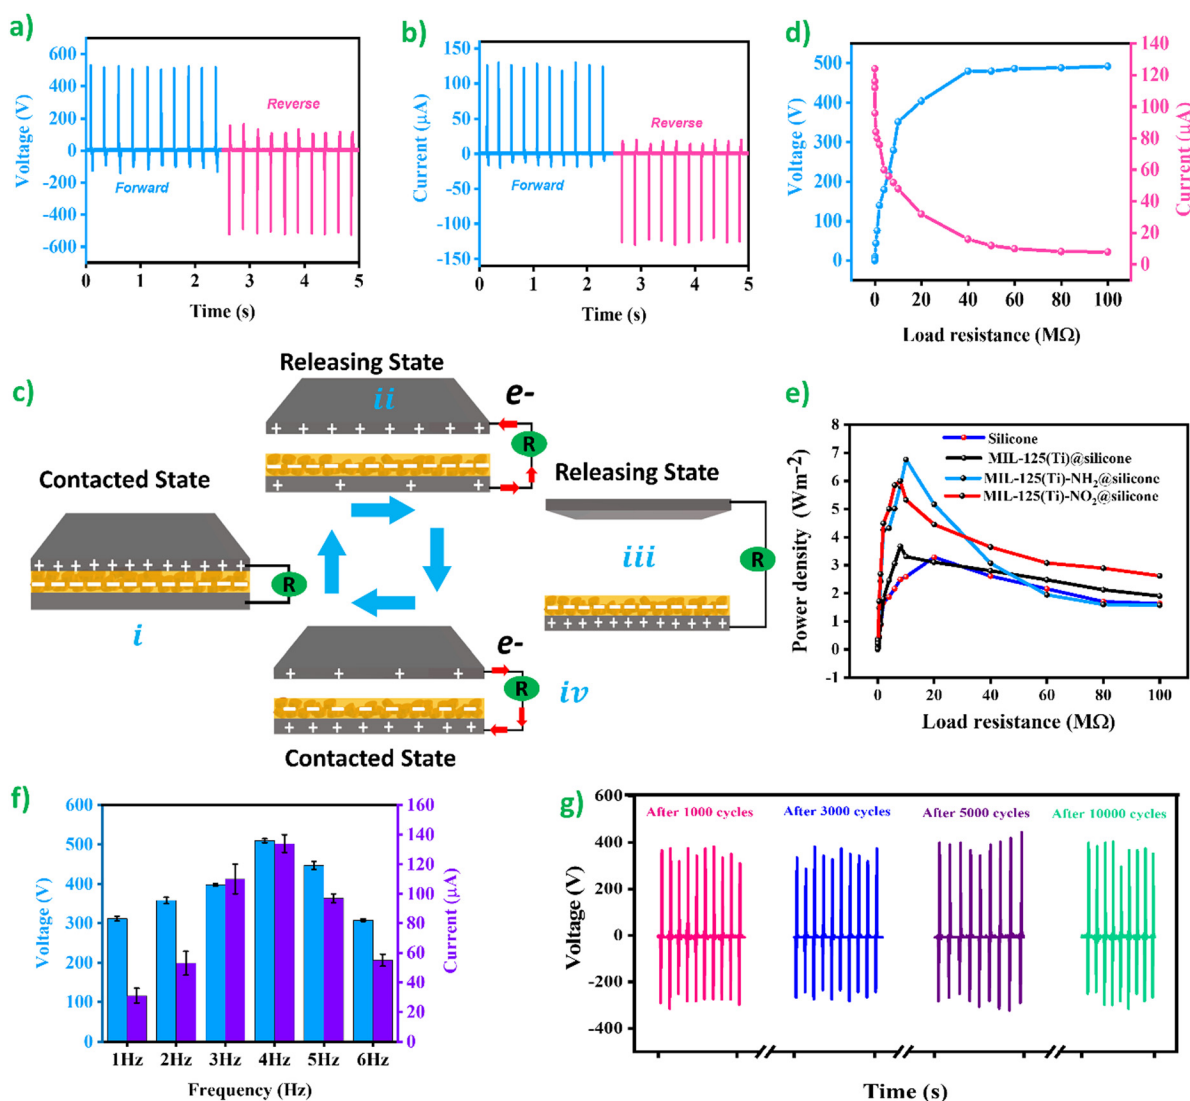 a)
600
400
200
0
-200
-400
-600
Voltage (V)
Forward
Reverse
0 1 2 3 4 5
Time (s)
b)
150
100
50
0
-50
-100
-150
Current (µA)
Forward
Reverse
0 1 2 3 4 5
Time (s)
d)
500
400
300
200
100
0
Voltage (V)
140
120
100
80
60
40
20
0
Current (µA)
0 20 40 60 80 100
Load resistance (MΩ)
c)
Releasing State
ii
e-
+ + + + + + + +
R
+ + + +
Contacted State
+ + + + + + + + + + +
R
i
Releasing State
iii
R
+ + + + + + + + + + + +
+ + + +
e-
R
iv
+ + + + + + + +
Contacted State
e)
8
7
6
5
4
3
2
1
0
-1
Power density (Wm⁻²)
Silicone
MIL-125(Ti)@silicone
MIL-125(Ti)-NH₂@silicone
MIL-125(Ti)-NO₂@silicone
0 20 40 60 80 100
Load resistance (MΩ)
f)
600
500
400
300
200
100
0
Voltage (V)
160
140
120
100
80
60
40
20
0
Current (µA)
1Hz 2Hz 3Hz 4Hz 5Hz 6Hz
Frequency (Hz)
g)
600
400
200
0
-200
-400
Voltage (V)
After 1000 cycles After 3000 cycles After 5000 cycles After 10000 cycles
Time (s)